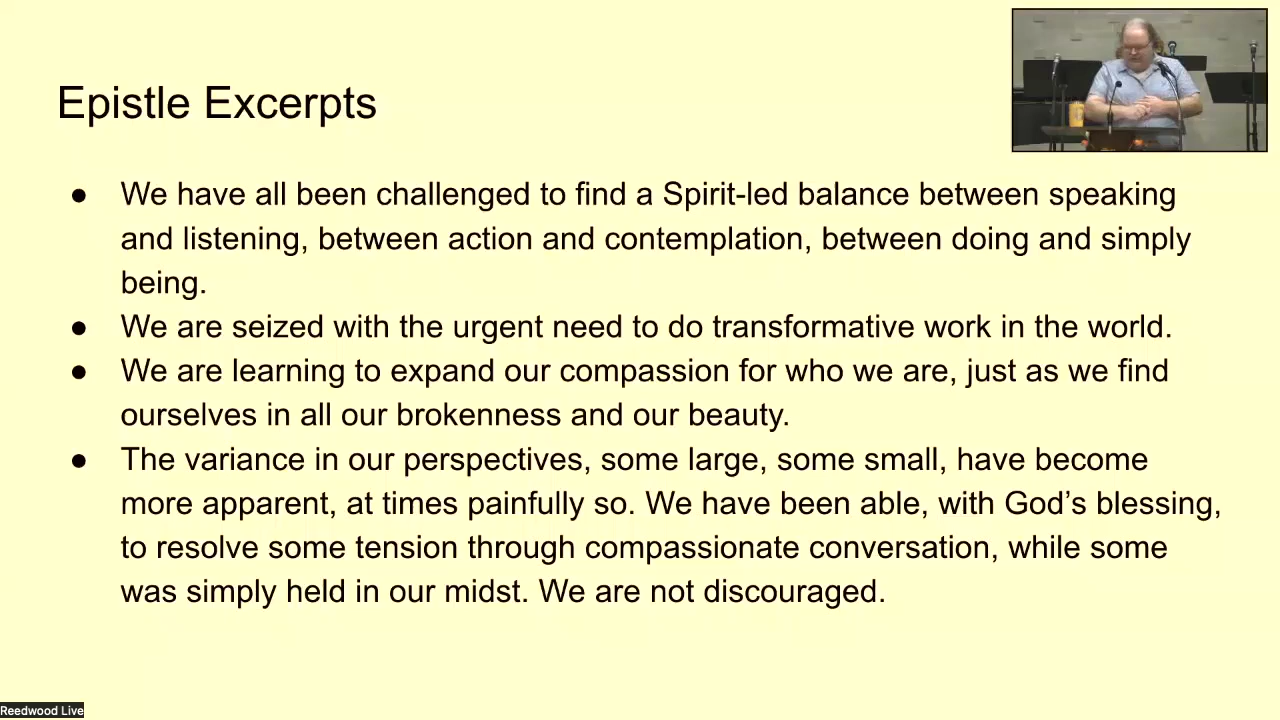 Epistle Excerpts
● We have all been challenged to find a Spirit-led balance between speaking
and listening, between action and contemplation, between doing and simply
being.
● We are seized with the urgent need to do transformative work in the world.
● We are learning to expand our compassion for who we are, just as we find
ourselves in all our brokenness and our beauty.
● The variance in our perspectives, some large, some small, have become
more apparent, at times painfully so. We have been able, with God’s blessing,
to resolve some tension through compassionate conversation, while some
was simply held in our midst. We are not discouraged.
Reedwood Live